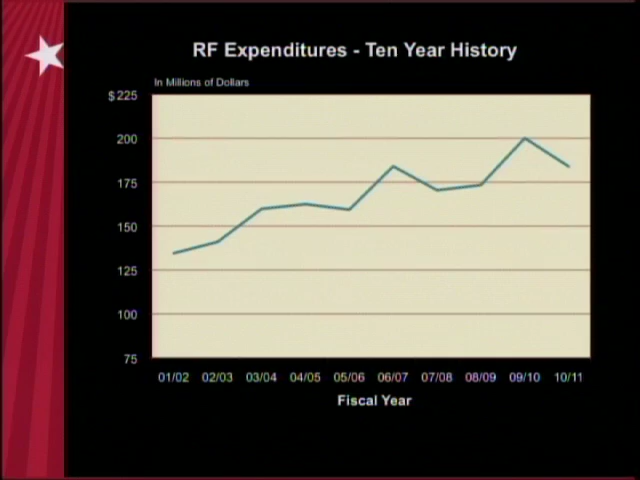 RF Expenditures - Ten Year History
In Millions of Dollars
$225
200
175
150
125
100
75
01/02 02/03 03/04 04/05 05/06 06/07 07/08 08/09 09/10 10/11
Fiscal Year